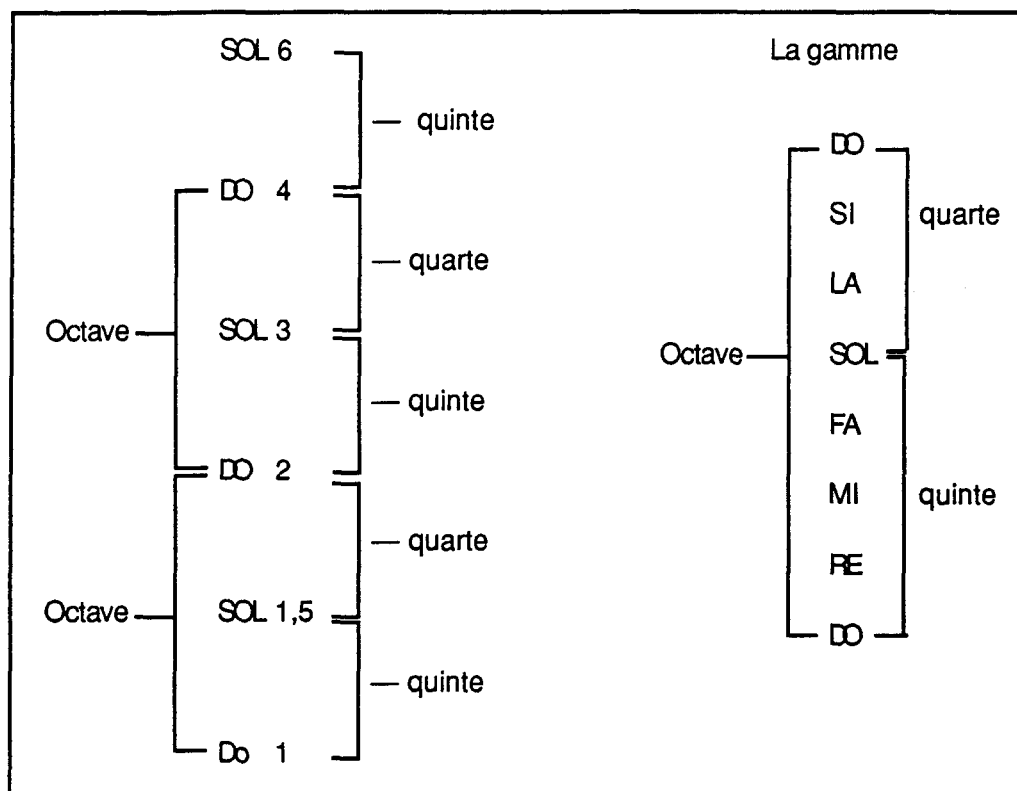 SOL 6
— quinte
DO 4
— quarte
Octave
SOL 3
— quinte
DO 2
— quarte
Octave
SOL 1,5
— quinte
Do 1
La gamme
DO
SI
quarte
LA
Octave
SOL
FA
MI
quinte
RE
DO